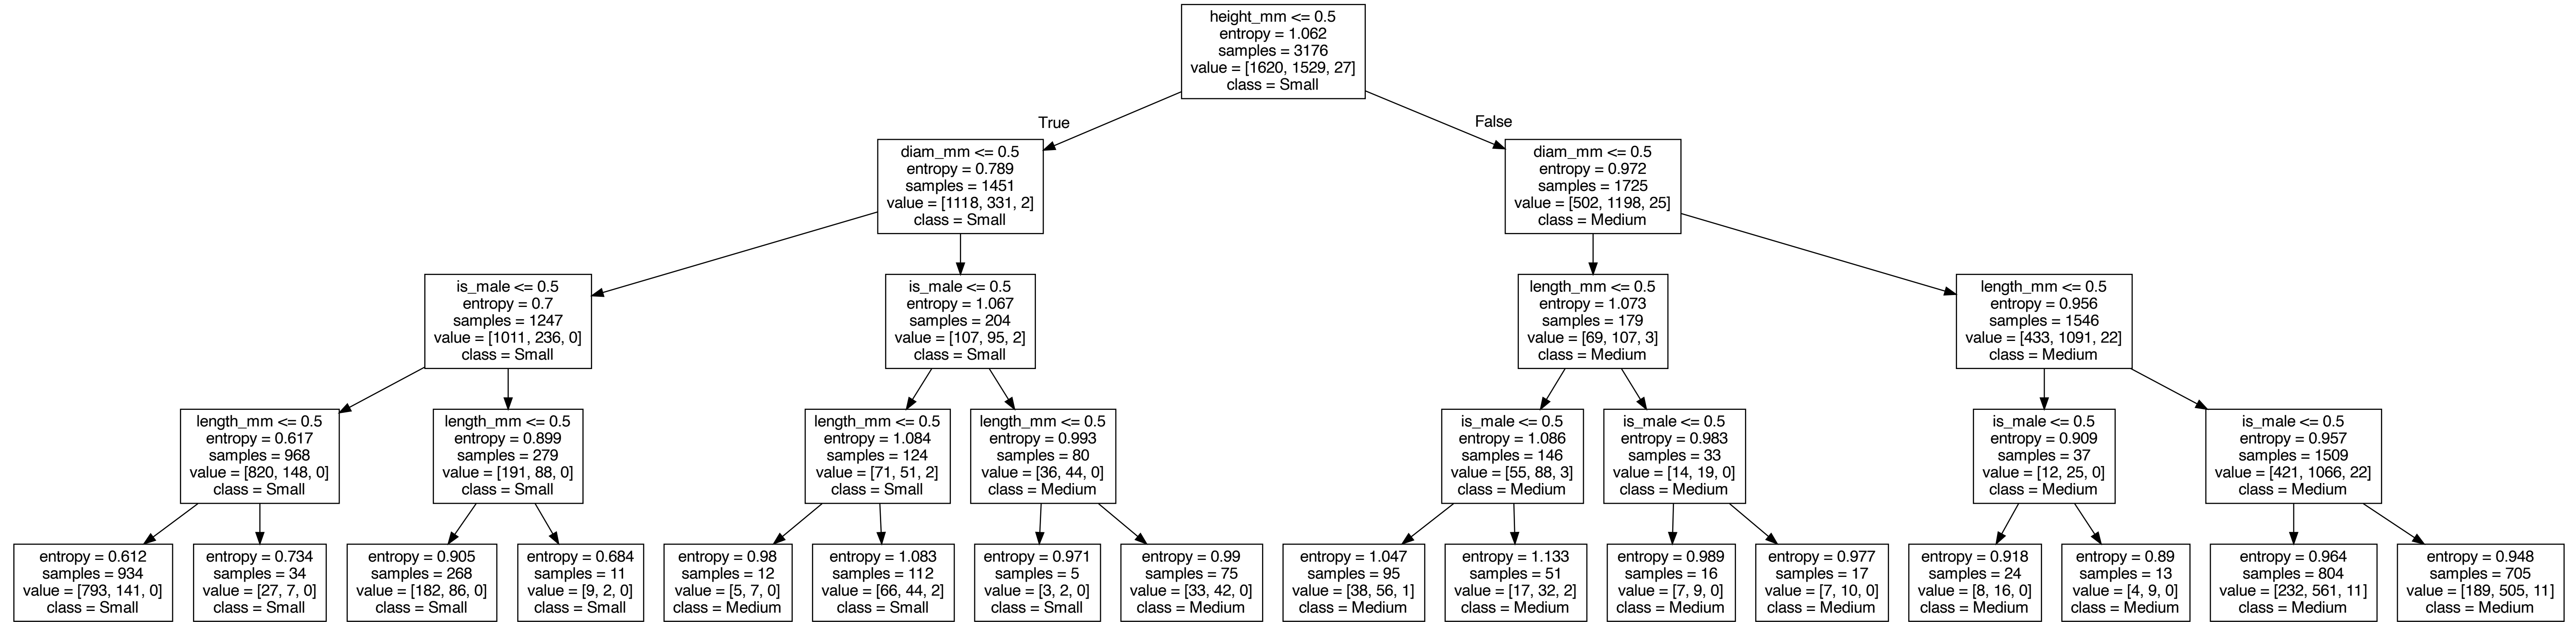 height_mm <= 0.5
entropy = 1.062
samples = 3176
value = [1620, 1529, 27]
class = Small
True
False
diam_mm <= 0.5
entropy = 0.789
samples = 1451
value = [1118, 331, 2]
class = Small
diam_mm <= 0.5
entropy = 0.972
samples = 1725
value = [502, 1198, 25]
class = Medium
is_male <= 0.5
entropy = 0.7
samples = 1247
value = [1011, 236, 0]
class = Small
is_male <= 0.5
entropy = 1.067
samples = 204
value = [107, 95, 2]
class = Small
length_mm <= 0.5
entropy = 1.073
samples = 179
value = [69, 107, 3]
class = Medium
length_mm <= 0.5
entropy = 0.956
samples = 1546
value = [433, 1091, 22]
class = Medium
length_mm <= 0.5
entropy = 0.617
samples = 968
value = [820, 148, 0]
class = Small
length_mm <= 0.5
entropy = 0.899
samples = 279
value = [191, 88, 0]
class = Small
length_mm <= 0.5
entropy = 1.084
samples = 124
value = [71, 51, 2]
class = Small
length_mm <= 0.5
entropy = 0.993
samples = 80
value = [36, 44, 0]
class = Medium
is_male <= 0.5
entropy = 1.086
samples = 146
value = [55, 88, 3]
class = Medium
is_male <= 0.5
entropy = 0.983
samples = 33
value = [14, 19, 0]
class = Medium
is_male <= 0.5
entropy = 0.909
samples = 37
value = [12, 25, 0]
class = Medium
is_male <= 0.5
entropy = 0.957
samples = 1509
value = [421, 1066, 22]
class = Medium
entropy = 0.612
samples = 934
value = [793, 141, 0]
class = Small
entropy = 0.734
samples = 34
value = [27, 7, 0]
class = Small
entropy = 0.905
samples = 268
value = [182, 86, 0]
class = Small
entropy = 0.684
samples = 11
value = [9, 2, 0]
class = Small
entropy = 0.98
samples = 12
value = [5, 7, 0]
class = Medium
entropy = 1.083
samples = 112
value = [66, 44, 2]
class = Small
entropy = 0.971
samples = 5
value = [3, 2, 0]
class = Small
entropy = 0.99
samples = 75
value = [33, 42, 0]
class = Medium
entropy = 1.047
samples = 95
value = [38, 56, 1]
class = Medium
entropy = 1.133
samples = 51
value = [17, 32, 2]
class = Medium
entropy = 0.989
samples = 16
value = [7, 9, 0]
class = Medium
entropy = 0.977
samples = 17
value = [7, 10, 0]
class = Medium
entropy = 0.918
samples = 24
value = [8, 16, 0]
class = Medium
entropy = 0.89
samples = 13
value = [4, 9, 0]
class = Medium
entropy = 0.964
samples = 804
value = [232, 561, 11]
class = Medium
entropy = 0.948
samples = 705
value = [189, 505, 11]
class = Medium